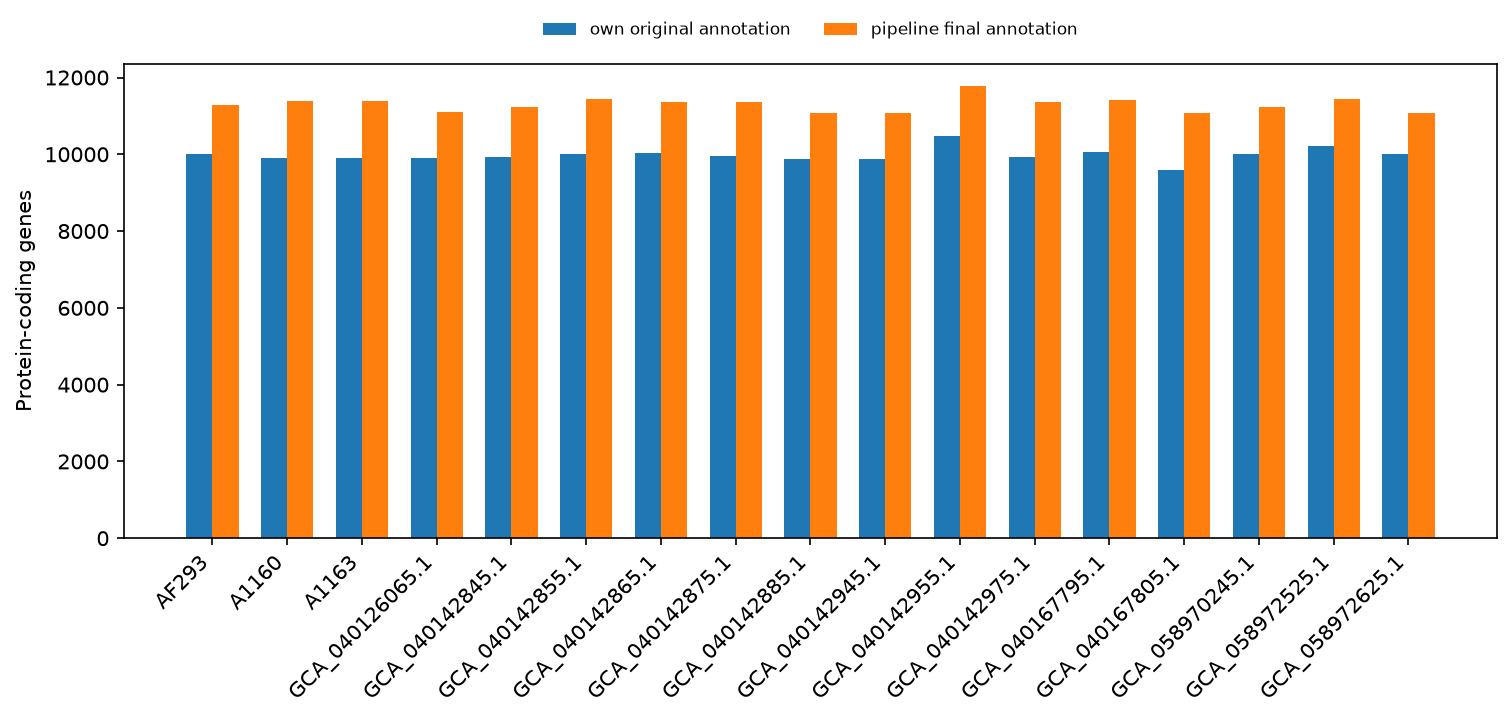 own original annotation
pipeline final annotation
Protein-coding genes
12000
10000
8000
6000
4000
2000
0
AF293
A1160
A1163
GCA_040126065.1
GCA_040142845.1
GCA_040142855.1
GCA_040142865.1
GCA_040142875.1
GCA_040142885.1
GCA_040142945.1
GCA_040142955.1
GCA_040142975.1
GCA_040167795.1
GCA_040167805.1
GCA_058970245.1
GCA_058972525.1
GCA_058972625.1